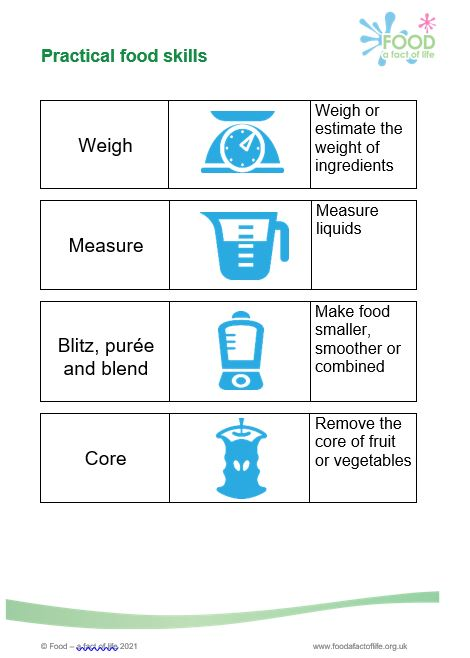 FOOD
a fact of life
Practical food skills
Weigh
Weigh or
estimate the
weight of
ingredients
Measure
Measure
liquids
Blitz, purée
and blend
Make food
smaller,
smoother or
combined
Core
Remove the
core of fruit
or vegetables
© Food – a fact of life 2021
www.foodafactoflife.org.uk